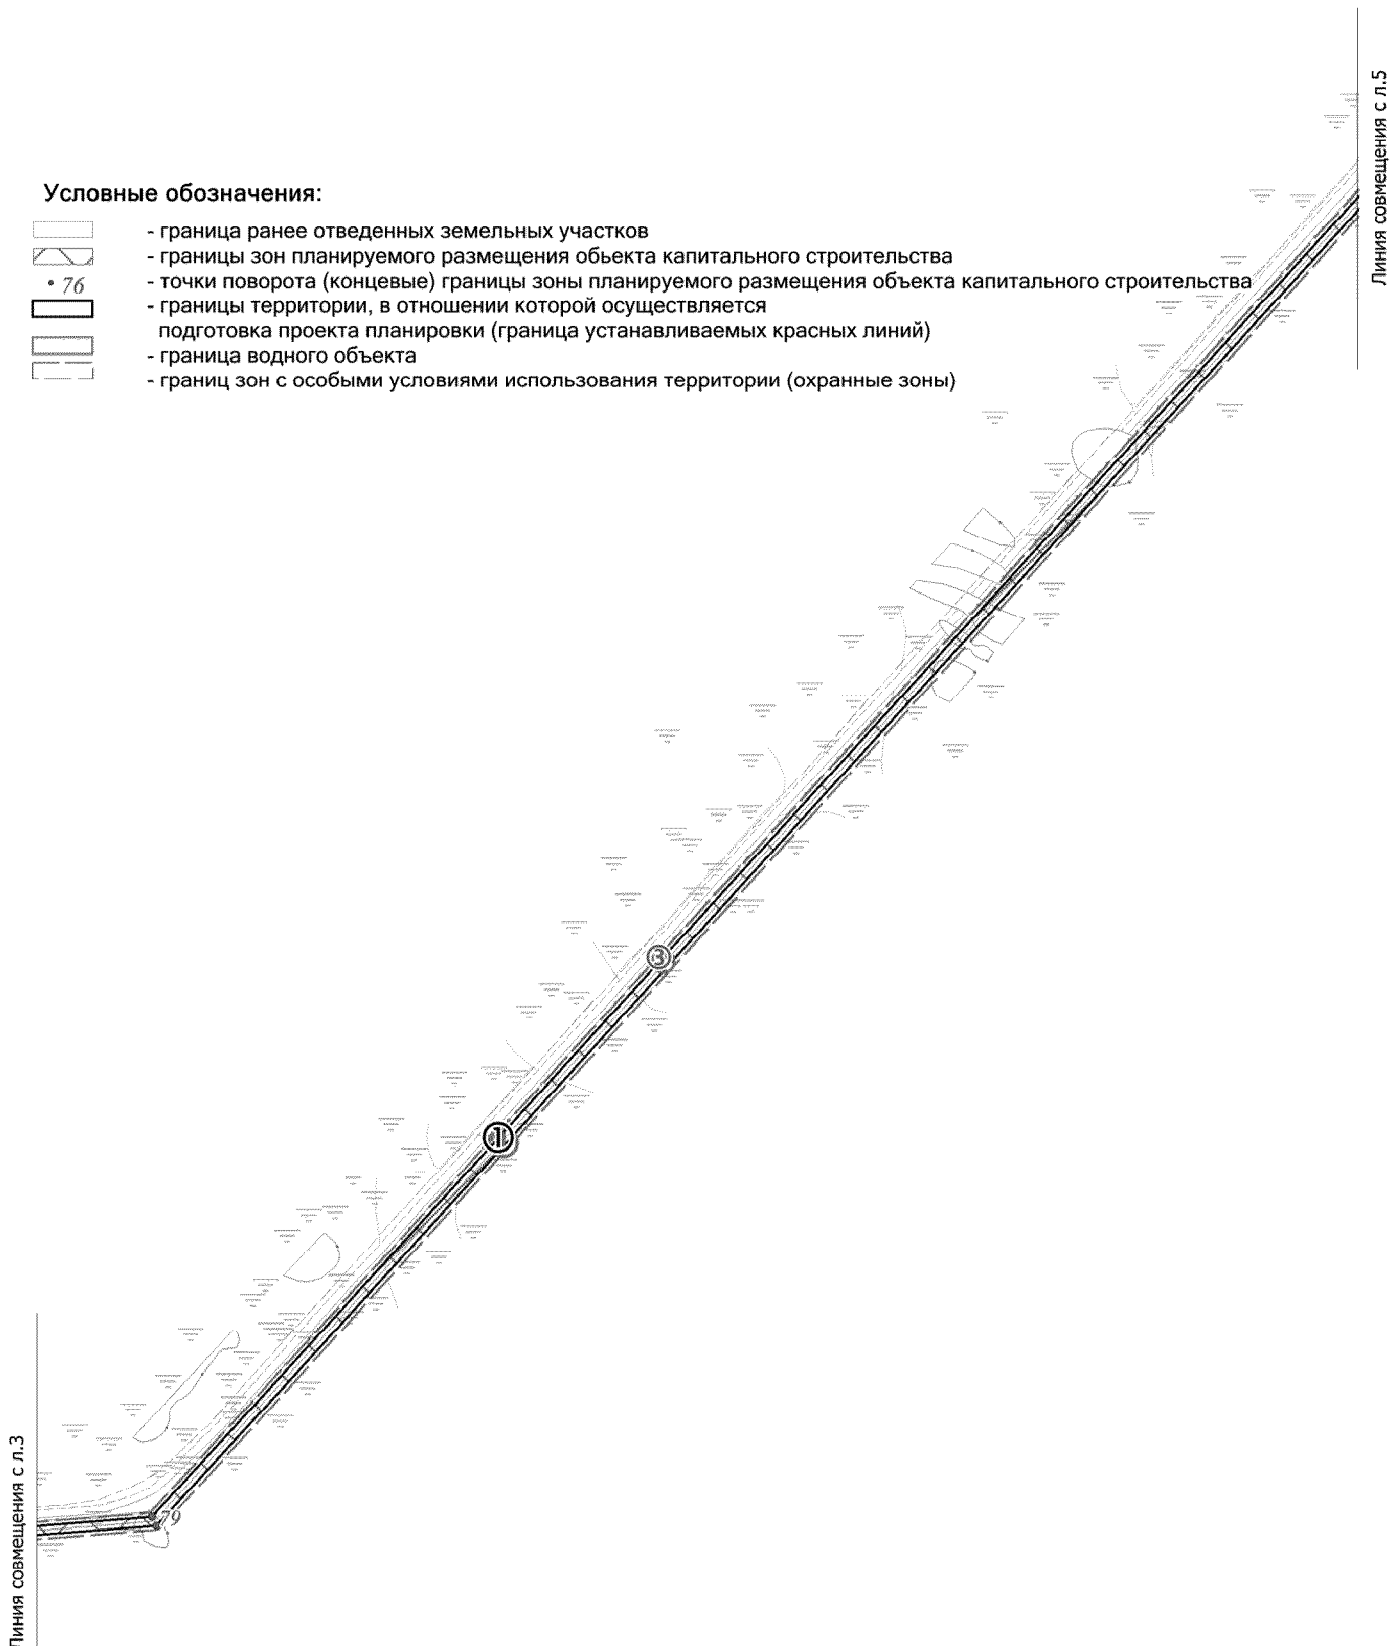 Линия совмещения с л.5
Условные обозначения:
- граница ранее отведенных земельных участков
- границы зон планируемого размещения обьекта капитального строительства
• 76 - точки поворота (концевые) границы зоны планируемого размещения объекта капитального строительства
- границы территории, в отношении которой осуществляется
подготовка проекта планировки (граница устанавливаемых красных линий)
- граница водного объекта
- границ зон с особыми условиями использования территории (охранные зоны)
3
1
79
Линия совмещения с л.3